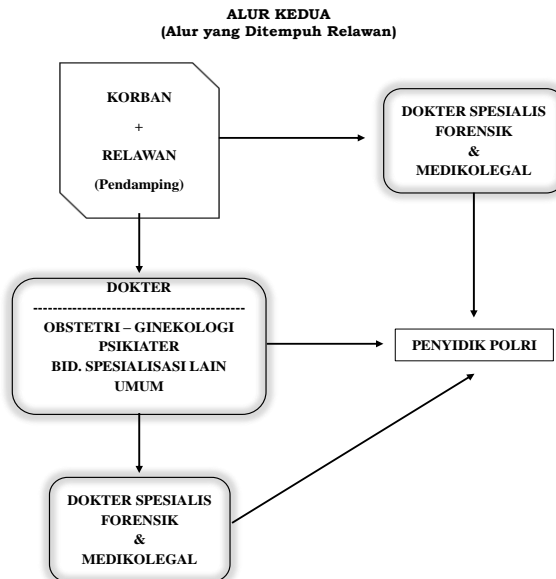 ALUR KEDUA
(Alur yang Ditempuh Relawan)
KORBAN
+
RELAWAN
(Pendamping)
DOKTER SPESIALIS
FORENSIK
&
MEDIKOLEGAL
DOKTER
OBSTETRI – GINEKOLOGI
PSIKIATER
BID. SPESIALISASI LAIN
UMUM
PENYIDIK POLRI
DOKTER SPESIALIS
FORENSIK
&
MEDIKOLEGAL